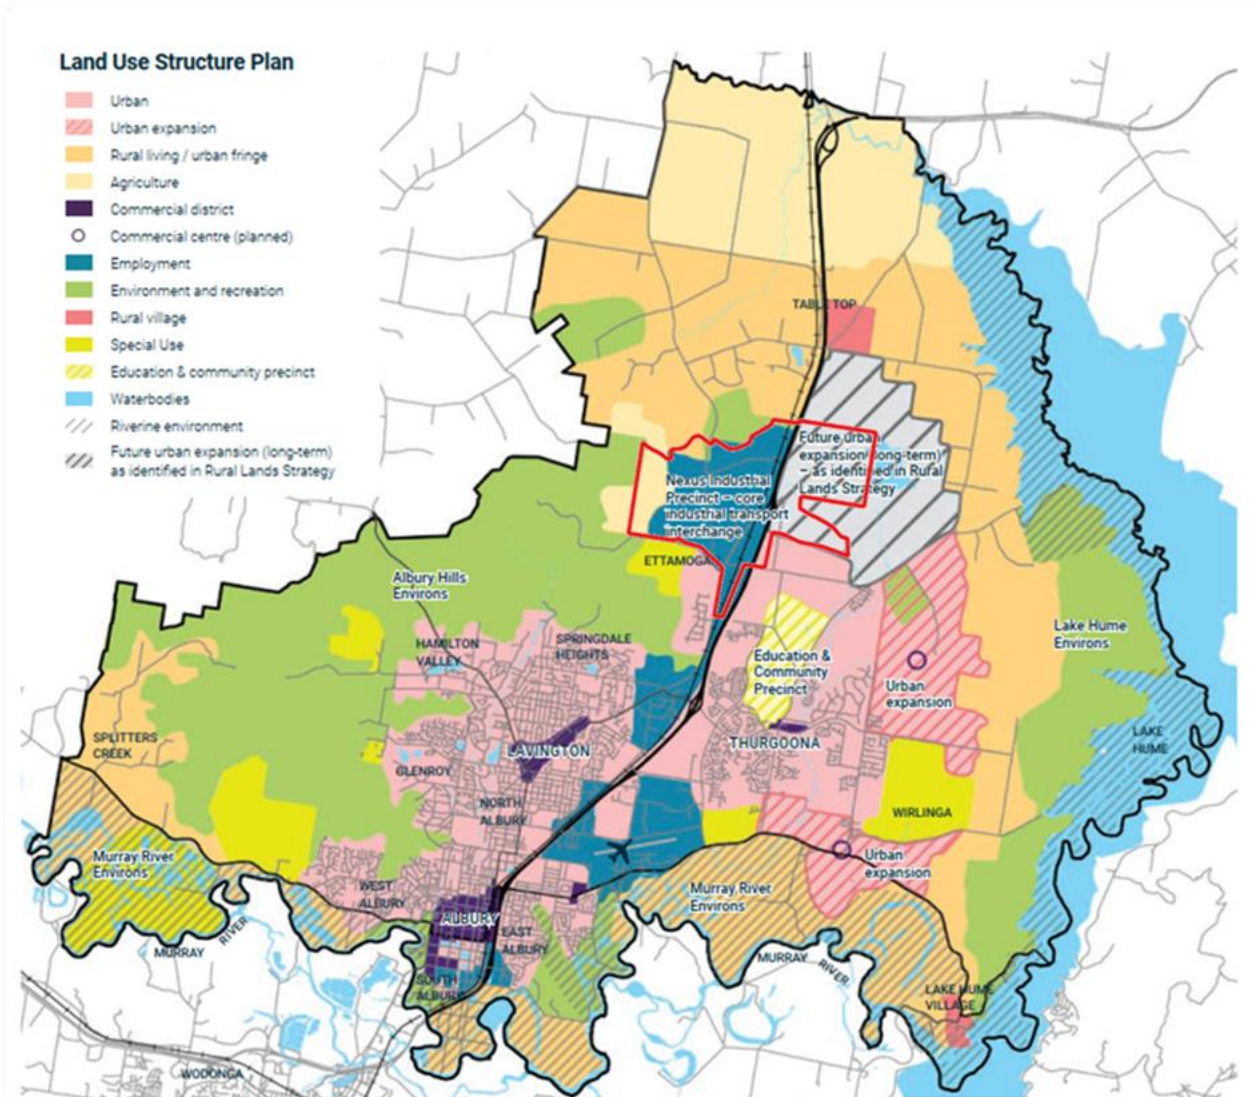 Land Use Structure Plan
Urban
Urban expansion
Rural living / urban fringe
Agriculture
Commercial district
Commercial centre (planned)
Employment
Environment and recreation
Rural village
Special Use
Education & community precinct
Waterbodies
Riverine environment
Future urban expansion (long-term)
as identified in Rural Lands Strategy
TABLE TOP
Future urban
expansion (long-term)
– as identified in Rural
Lands Strategy
Nexus Industrial
Precinct – core
industrial transport
interchange
ETTAMOGA
Albury Hills
Environs
HAMILTON
VALLEY
SPRINGDALE
HEIGHTS
Education &
Community
Precinct
Urban
expansion
Lake Hume
Environs
SPLITTERS
CREEK
LAVINGTON
THURGOONA
LAKE
HUME
GLENROY
NORTH
ALBURY
WIRLINGA
Murray River
Environs
WEST
ALBURY
Urban
expansion
Murray River
Environs
ALBURY
EAST
ALBURY
MURRAY
RIVER
MURRAY
RIVER
SOUTH
ALBURY
LAKE HUME
VILLAGE
WODONGA